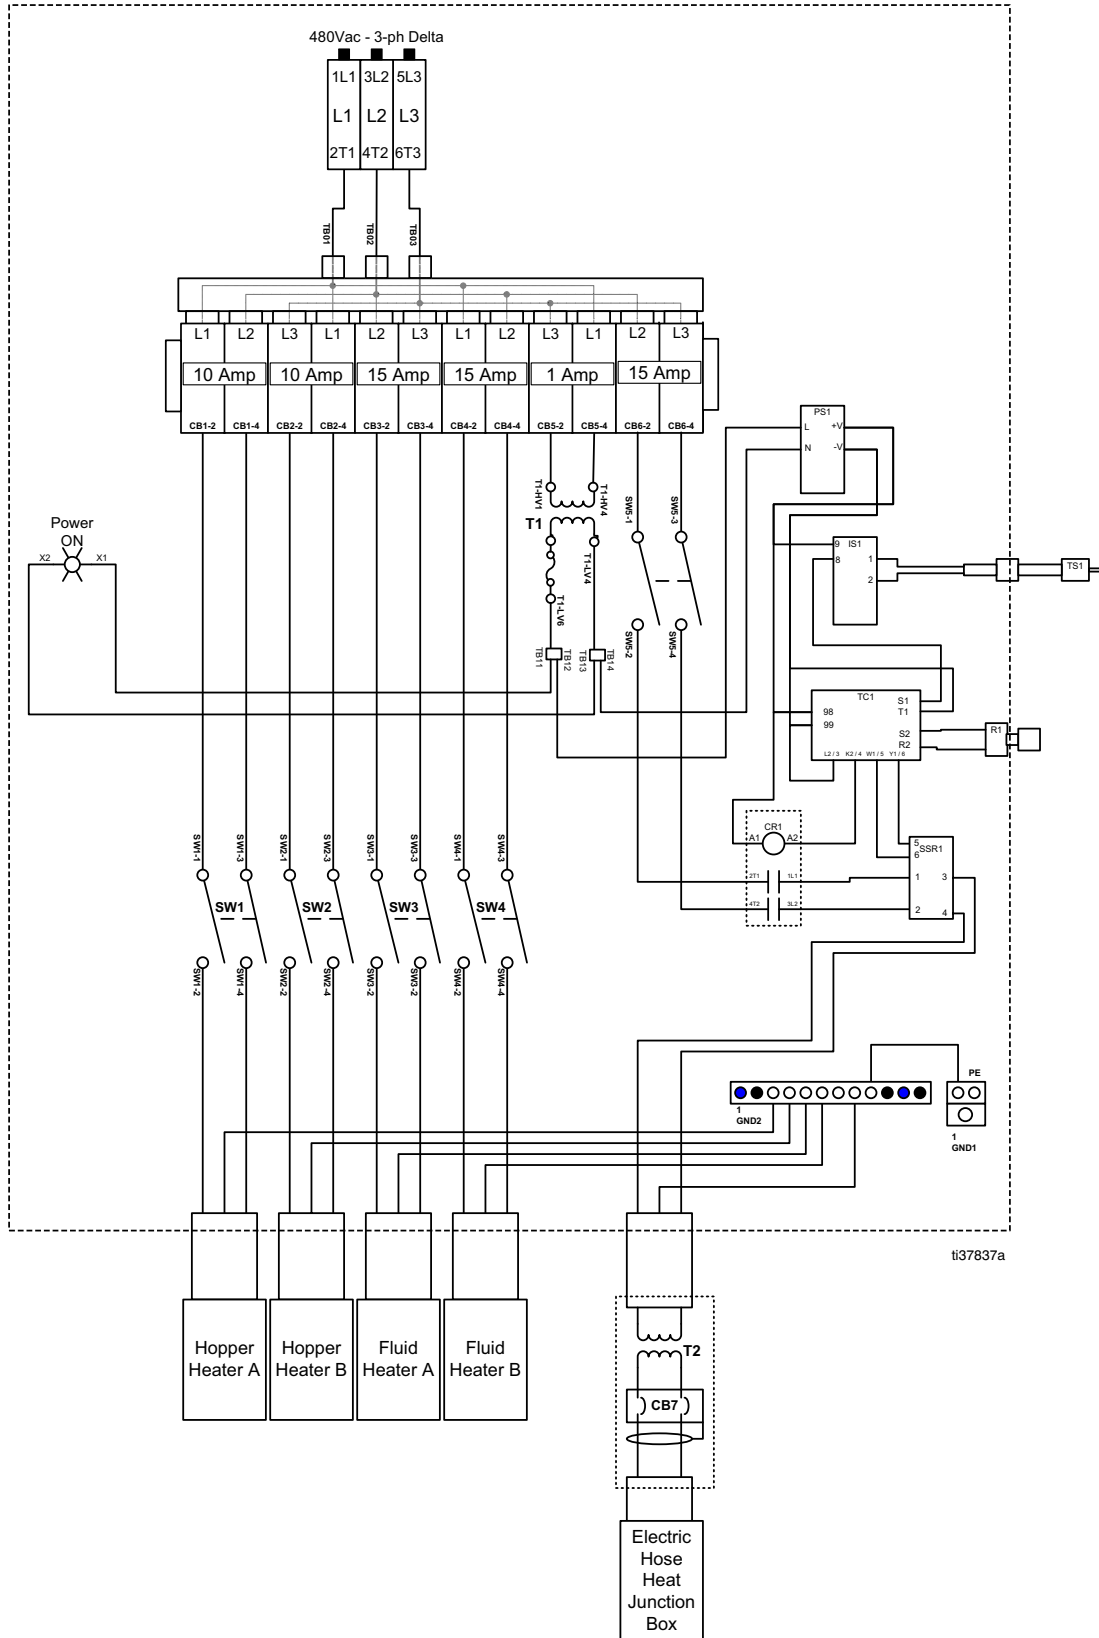 480Vac - 3-ph Delta
1L1 3L2 5L3
L1 L2 L3
2T1 4T2 6T3
TB01 TB02 TB03
L1 L2 L3 L1 L2 L3 L1 L2 L3 L1 L2 L3
10 Amp 10 Amp 15 Amp 15 Amp 1 Amp 15 Amp
CB1-2 CB1-4 CB2-2 CB2-4 CB3-2 CB3-4 CB4-2 CB4-4 CB5-2 CB5-4 CB6-2 CB6-4
PS1
L +V
N -V
T1-HV1 T1-HV4
T1
SW5-1 SW5-3
Power
ON
X2 X1
T1-LV4
T1-LV6
9 IS1
8 1
2
TS1
SW5-2 SW5-4
TB11 TB12 TB13 TB14
TC1
98 S1
T1
99
S2
R2
L2 / 3 K2 / 4 W1 / 5 Y1 / 6
R1
CR1
A1 A2
2T1 1L1
4T2 3L2
5 SSR1
6
1 3
2 4
SW1-1 SW1-3 SW2-1 SW2-3 SW3-1 SW3-3 SW4-1 SW4-3
SW1 SW2 SW3 SW4
SW1-2 SW1-4 SW2-2 SW2-4 SW3-2 SW3-2 SW4-2 SW4-4
PE
1
GND2
1
GND1
ti37837a
Hopper
Heater A
Hopper
Heater B
Fluid
Heater A
Fluid
Heater B
T2
CB7
Electric
Hose
Heat
Junction
Box